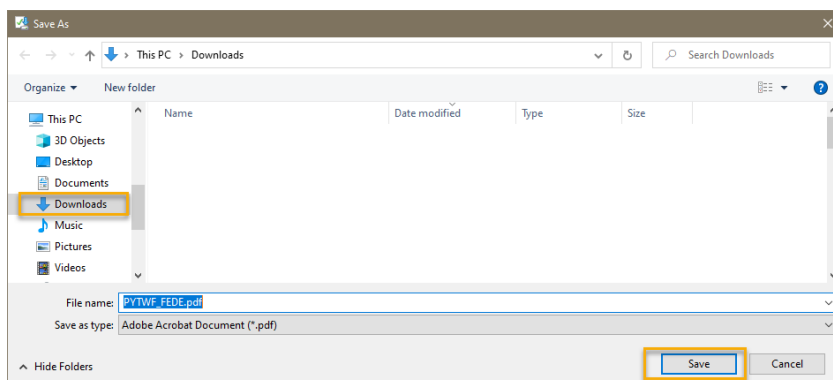 Save As
This PC > Downloads
Search Downloads
Organize
New folder
Name Date modified Type Size
This PC
3D Objects
Desktop
Documents
Downloads
Music
Pictures
Videos
File name: PYTWF_FEDE.pdf
Save as type: Adobe Acrobat Document (*.pdf)
Hide Folders
Save
Cancel